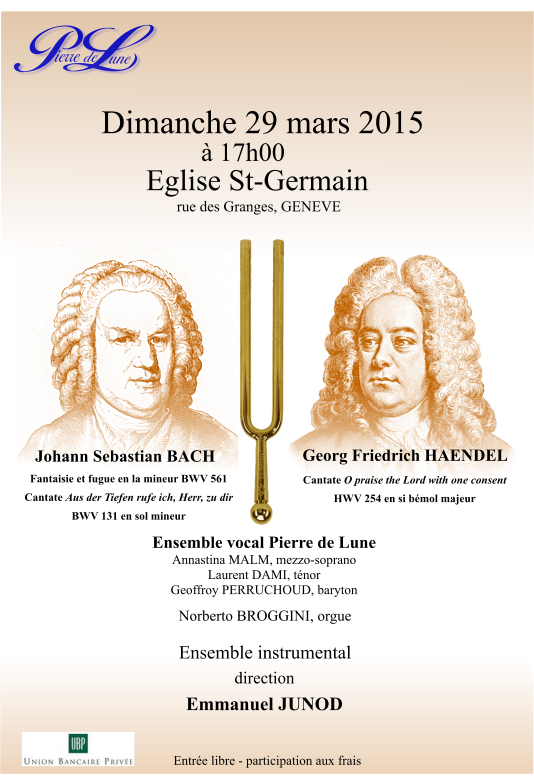 Pierre de Lune
Dimanche 29 mars 2015
à 17h00
Eglise St-Germain
rue des Granges, GENEVE
Johann Sebastian BACH
Fantaisie et fugue en la mineur BWV 561
Cantate Aus der Tiefen rufe ich, Herr, zu dir
BWV 131 en sol mineur
Georg Friedrich HAENDEL
Cantate O praise the Lord with one consent
HWV 254 en si bémol majeur
Ensemble vocal Pierre de Lune
Annastina MALM, mezzo-soprano
Laurent DAMI, ténor
Geoffroy PERRUCHOUD, baryton
Norberto BROGGINI, orgue
Ensemble instrumental
direction
Emmanuel JUNOD
UBP
UNION BANCAIRE PRIVÉE
Entrée libre - participation aux frais